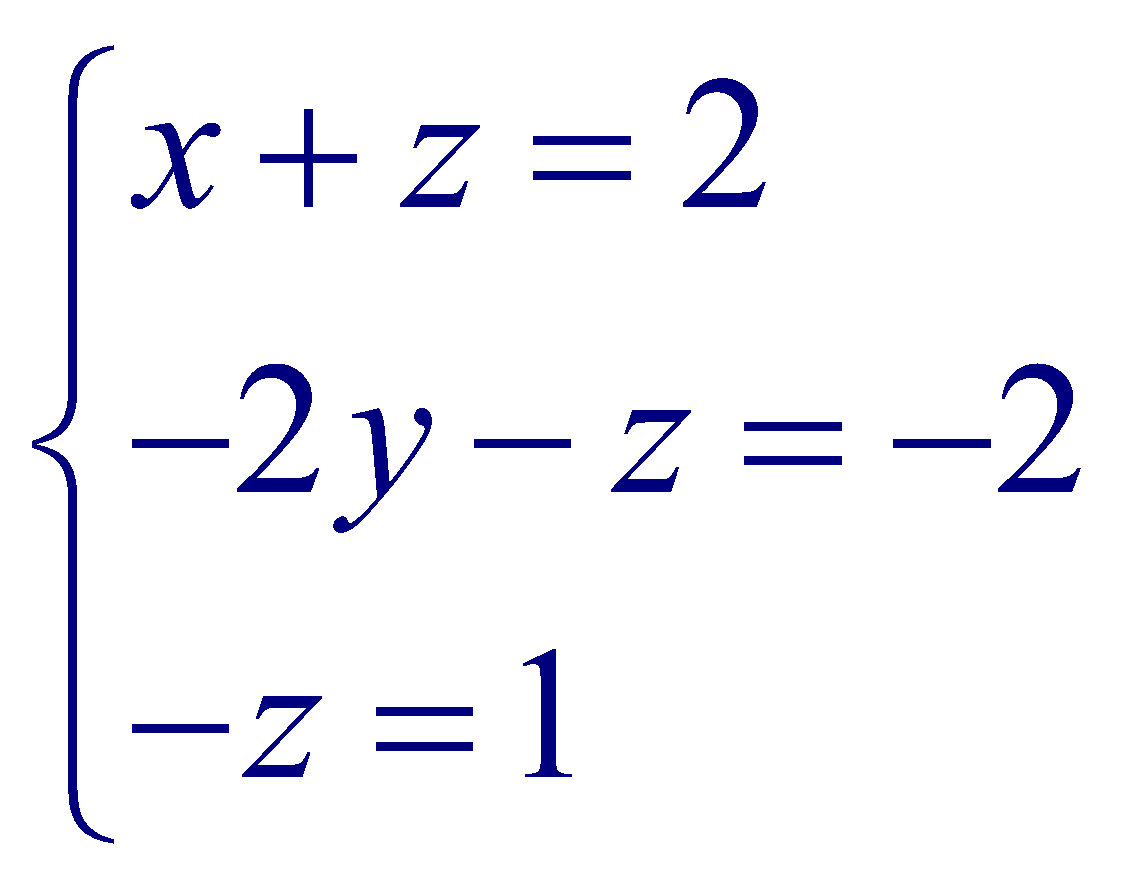 x + z = 2
−2y − z = −2
−z = 1